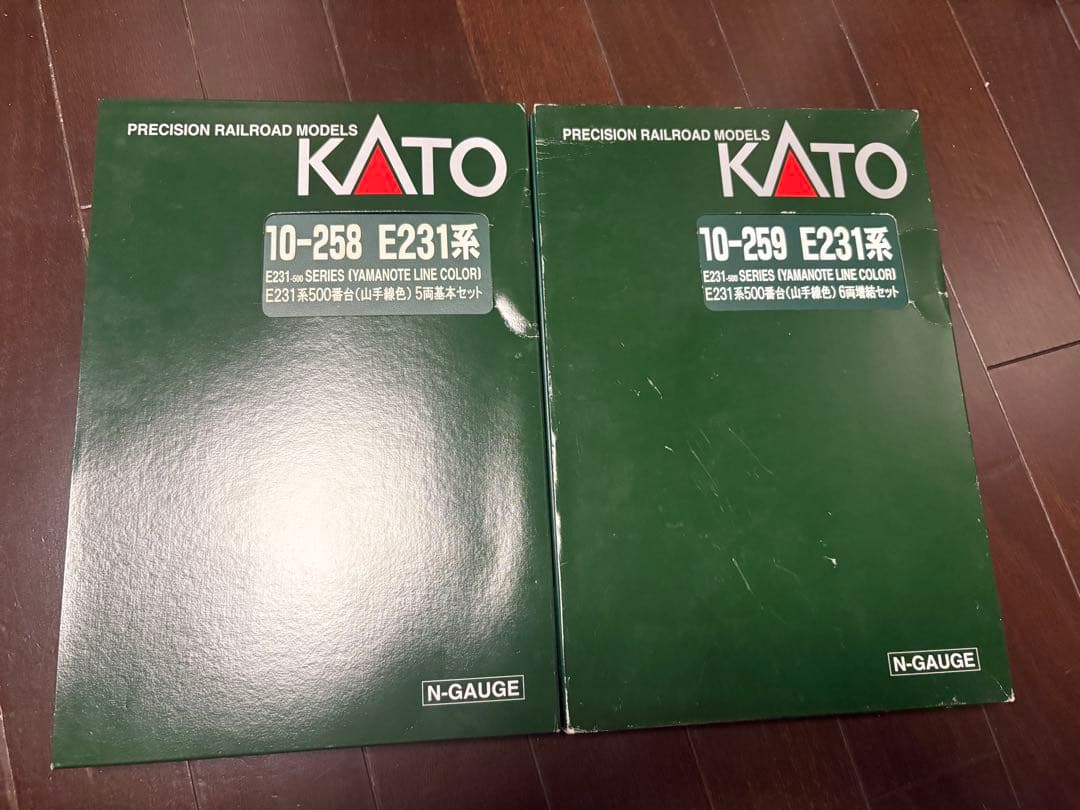 PRECISION RAILROAD MODELS
KATO
10-258 E231系
E231-500 SERIES (YAMANOTE LINE COLOR)
E231系500番台(山手線色) 5両基本セット
N-GAUGE
PRECISION RAILROAD MODELS
KATO
10-259 E231系
E231-500 SERIES (YAMANOTE LINE COLOR)
E231系500番台(山手線色) 6両増結セット
N-GAUGE